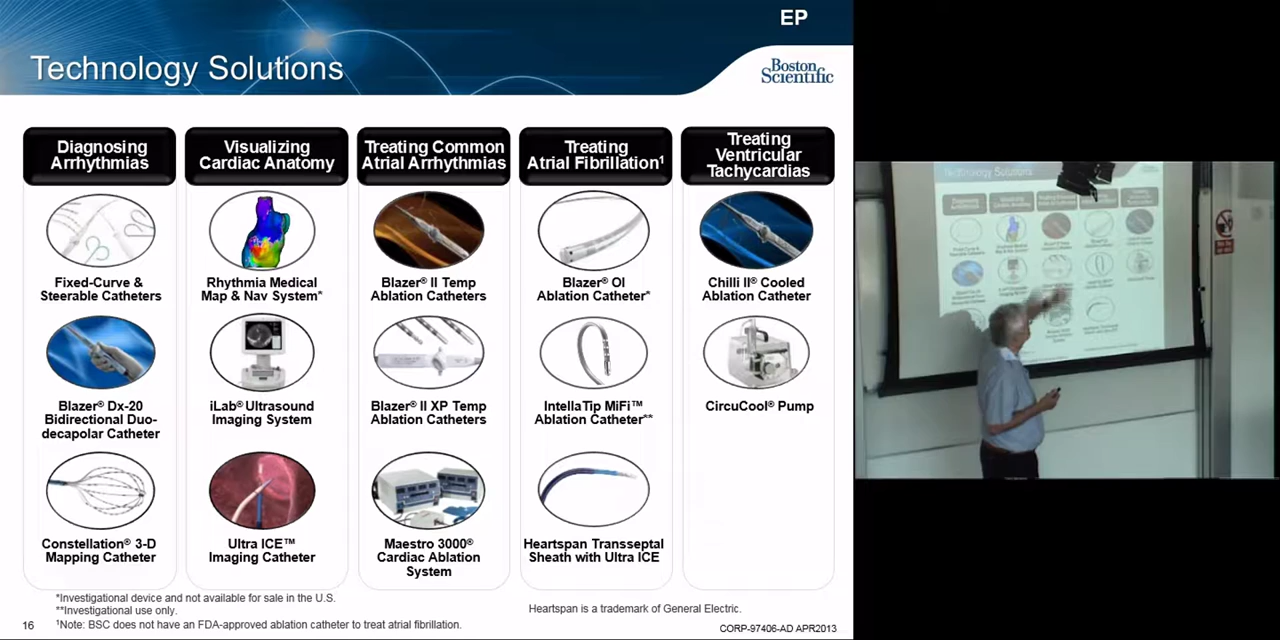 EP
Technology Solutions
Boston
Scientific
Diagnosing
Arrhythmias
Fixed-Curve &
Steerable Catheters
Blazer® Dx-20
Bidirectional Duo-
decapolar Catheter
Constellation® 3-D
Mapping Catheter
Visualizing
Cardiac Anatomy
Rhythmia Medical
Map & Nav System*
iLab® Ultrasound
Imaging System
Ultra ICE™
Imaging Catheter
Treating Common
Atrial Arrhythmias
Blazer® II Temp
Ablation Catheters
Blazer® II XP Temp
Ablation Catheters
Maestro 3000®
Cardiac Ablation
System
Treating
Atrial Fibrillation¹
Blazer® OI
Ablation Catheter*
IntellaTip MiFi™
Ablation Catheter**
Heartspan Transseptal
Sheath with Ultra ICE
Treating
Ventricular
Tachycardias
Chilli II® Cooled
Ablation Catheter
CircuCool® Pump
*Investigational device and not available for sale in the U.S.
**Investigational use only.
¹Note: BSC does not have an FDA-approved ablation catheter to treat atrial fibrillation.
Heartspan is a trademark of General Electric.
16
CORP-97406-AD APR2013
Technology Solutions